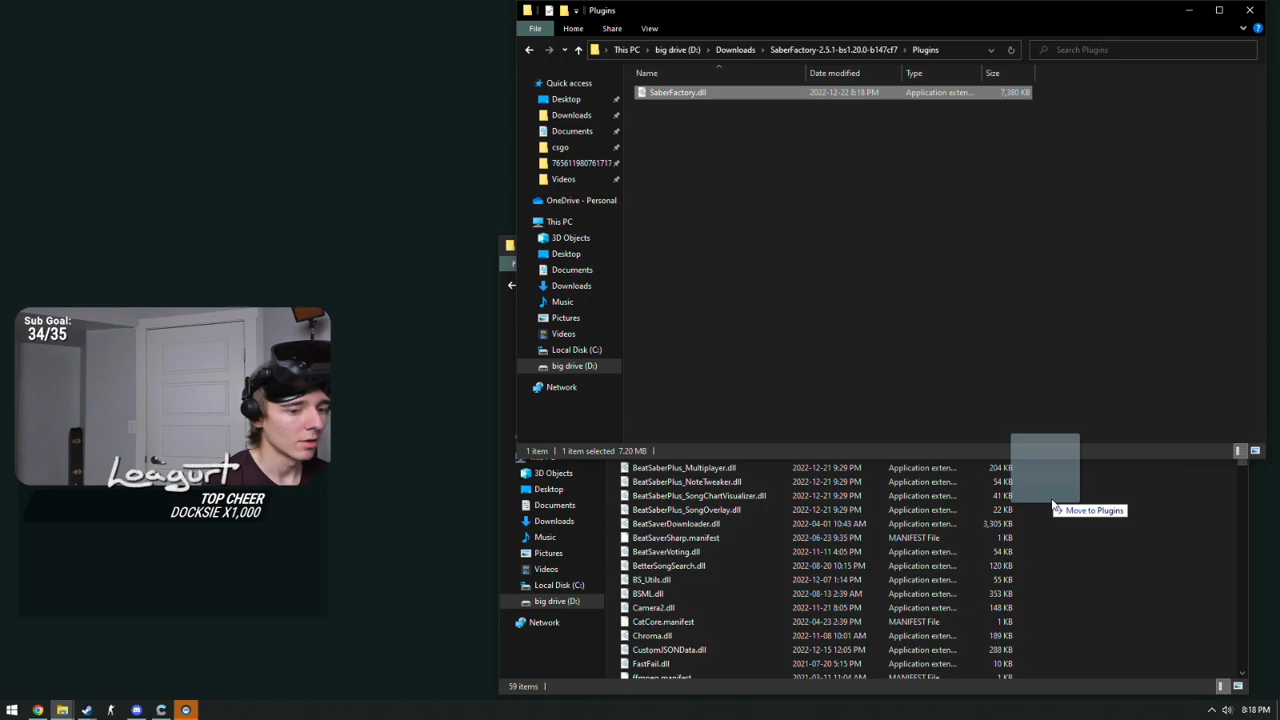 Plugins
File
Home
Share
View
This PC
big drive (D:)
Downloads
SaberFactory-2.5.1-bs1.20.0-b147cf7
Plugins
Search Plugins
Name
Date modified
Type
Size
SaberFactory.dll
2022-12-22 8:18 PM
Application exten...
7,380 KB
Quick access
Desktop
Downloads
Documents
csgo
765611980761717
Videos
OneDrive - Personal
This PC
3D Objects
Desktop
Documents
Downloads
Music
Pictures
Videos
Local Disk (C:)
big drive (D:)
Network
1 item
1 item selected 7.20 MB
Sub Goal:
34/35
Loagurt
TOP CHEER
DOCKSIE X1,000
3D Objects
Desktop
Documents
Downloads
Music
Pictures
Videos
Local Disk (C:)
big drive (D:)
Network
BeatSaberPlus_Multiplayer.dll 2022-12-21 9:29 PM Application exten... 204 KB
BeatSaberPlus_NoteTweaker.dll 2022-12-21 9:29 PM Application exten... 54 KB
BeatSaberPlus_SongChartVisualizer.dll 2022-12-21 9:29 PM Application exten... 41 KB
BeatSaberPlus_SongOverlay.dll 2022-12-21 9:29 PM Application exten... 22 KB
BeatSaverDownloader.dll 2022-04-01 10:43 AM Application exten... 3,305 KB
BeatSaverSharp.manifest 2022-06-23 9:35 PM MANIFEST File 1 KB
BeatSaverVoting.dll 2022-11-11 4:05 PM Application exten... 54 KB
BetterSongSearch.dll 2022-08-20 10:15 PM Application exten... 120 KB
BS_Utils.dll 2022-12-07 1:14 PM Application exten... 55 KB
BSML.dll 2022-08-13 2:39 AM Application exten... 353 KB
Camera2.dll 2022-11-21 8:05 PM Application exten... 148 KB
CatCore.manifest 2022-04-23 2:39 PM MANIFEST File 1 KB
Chroma.dll 2022-11-08 10:01 AM Application exten... 189 KB
CustomJSONData.dll 2022-12-15 12:05 PM Application exten... 288 KB
FastFail.dll 2021-07-20 5:15 PM Application exten... 10 KB
ffmpeg.manifest 2021-03-11 11:04 AM MANIFEST File 1 KB
Move to Plugins
59 items
8:18 PM